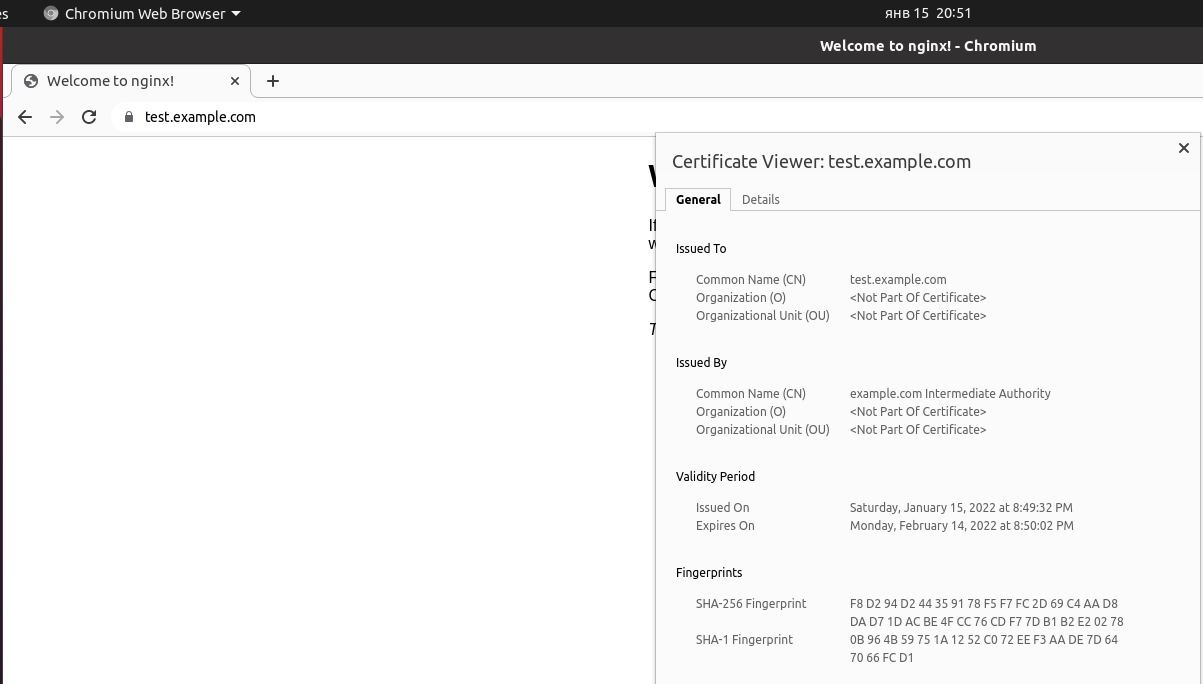 es
Chromium Web Browser
янв 15 20:51
Welcome to nginx! - Chromium
Welcome to nginx!
test.example.com
Certificate Viewer: test.example.com
General Details
Issued To
Common Name (CN) test.example.com
Organization (O) <Not Part Of Certificate>
Organizational Unit (OU) <Not Part Of Certificate>
Issued By
Common Name (CN) example.com Intermediate Authority
Organization (O) <Not Part Of Certificate>
Organizational Unit (OU) <Not Part Of Certificate>
Validity Period
Issued On Saturday, January 15, 2022 at 8:49:32 PM
Expires On Monday, February 14, 2022 at 8:50:02 PM
Fingerprints
SHA-256 Fingerprint F8 D2 94 D2 44 35 91 78 F5 F7 FC 2D 69 C4 AA D8
DA D7 1D AC BE 4F CC 76 CD F7 7D B1 B2 E2 02 78
SHA-1 Fingerprint 0B 96 4B 59 75 1A 12 52 C0 72 EE F3 AA DE 7D 64
70 66 FC D1